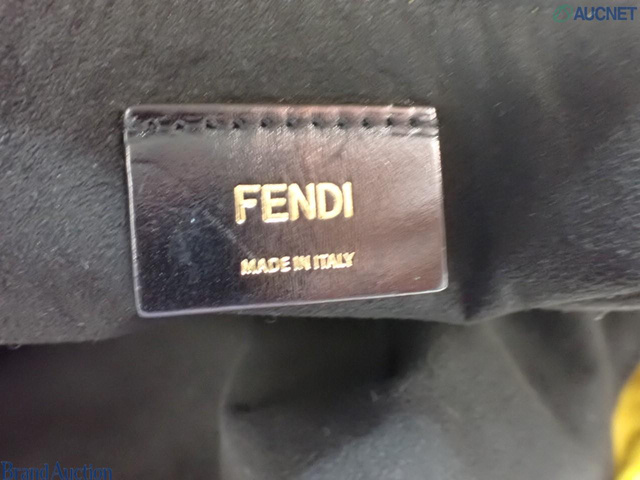 AUCNET
FENDI
MADE IN ITALY
Brand Auction